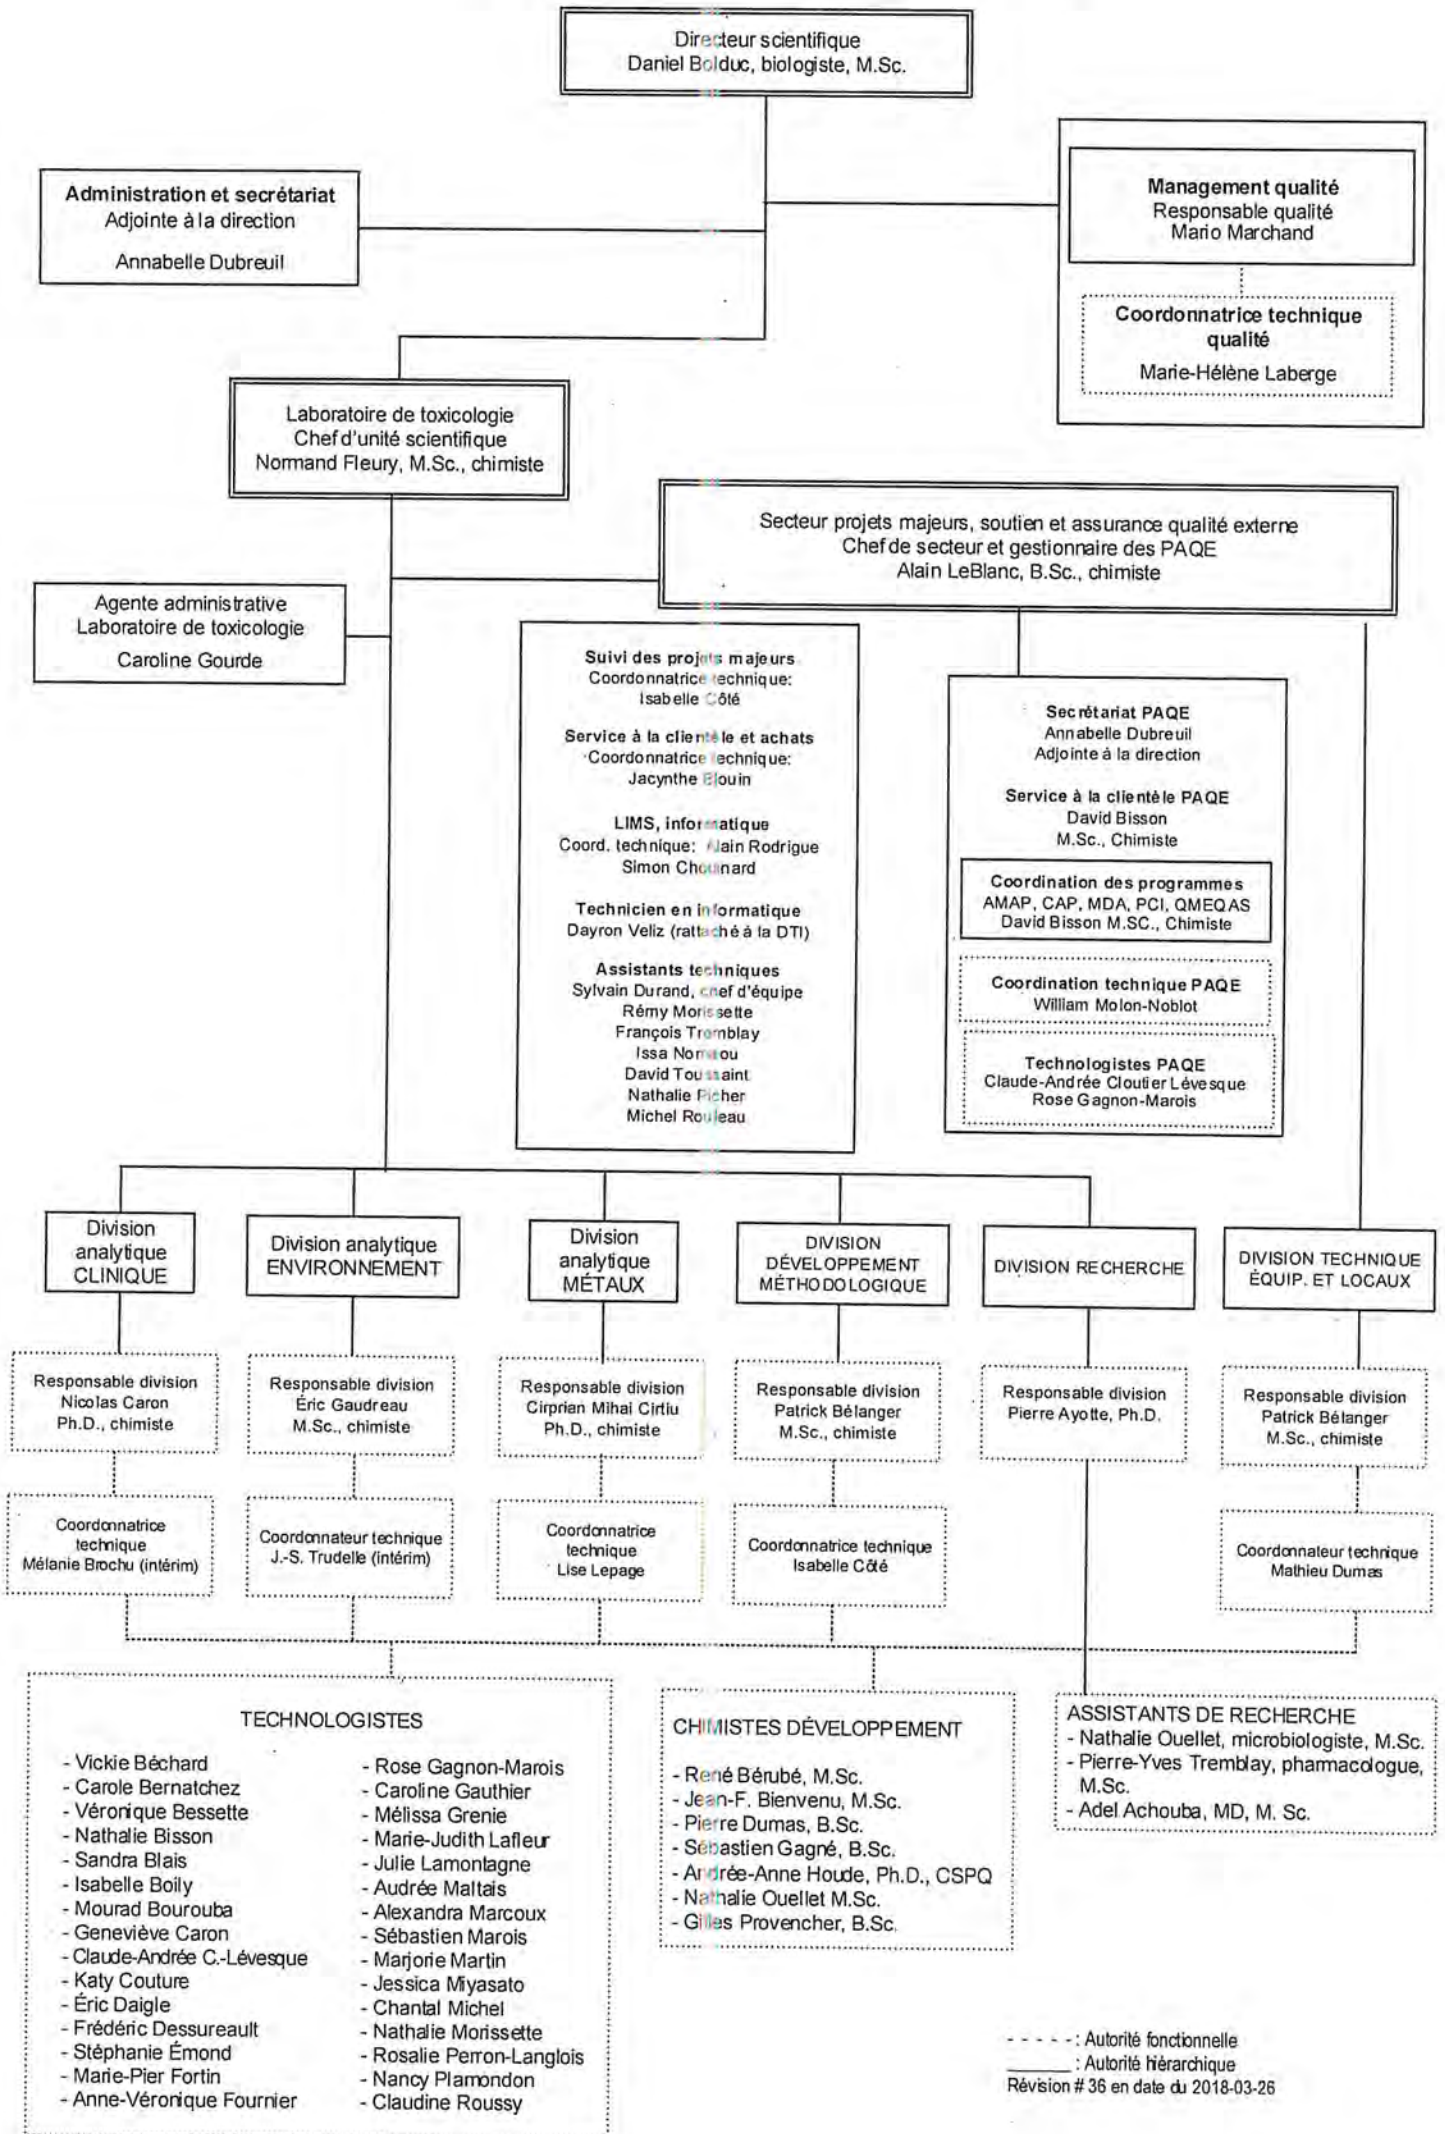 Directeur scientifique
Daniel Bolduc, biologiste, M.Sc.
Administration et secrétariat
Adjointe à la direction
Annabelle Dubreuil
Management qualité
Responsable qualité
Mario Marchand
Coordonnatrice technique
qualité
Marie-Hélène Laberge
Laboratoire de toxicologie
Chef d'unité scientifique
Normand Fleury, M.Sc., chimiste
Secteur projets majeurs, soutien et assurance qualité externe
Chef de secteur et gestionnaire des PAQE
Alain LeBlanc, B.Sc., chimiste
Agente administrative
Laboratoire de toxicologie
Caroline Gourde
Suivi des projets majeurs
Coordonnatrice technique:
Isabelle Côté
Service à la clientèle et achats
Coordonnatrice technique:
Jacynthe Blouin
LIMS, informatique
Coord. technique: Alain Rodrigue
Simon Chouinard
Technicien en informatique
Dayron Veliz (rattaché à la DTI)
Assistants techniques
Sylvain Durand, chef d'équipe
Rémy Morissette
François Tremblay
Issa
David Toussaint
Nathalie Picher
Michel Rouleau
Secrétariat PAQE
Annabelle Dubreuil
Adjointe à la direction
Service à la clientèle PAQE
David Bisson
M.Sc., Chimiste
Coordination des programmes
AMAP, CAP, MDA, PCI, QMEQAS
David Bisson M.SC., Chimiste
Coordination technique PAQE
William Molon-Noblot
Technologistes PAQE
Claude-Andrée Cloutier Lévesque
Rose Gagnon-Marois
Division
analytique
CLINIQUE
Division analytique
ENVIRONNEMENT
Division
analytique
MÉTAUX
DIVISION
DÉVELOPPEMENT
MÉTHODOLOGIQUE
DIVISION RECHERCHE
DIVISION TECHNIQUE
ÉQUIP. ET LOCAUX
Responsable division
Nicolas Caron
Ph.D., chimiste
Responsable division
Éric Gaudreau
M.Sc., chimiste
Responsable division
Cirprian Mihai Cirtiu
Ph.D., chimiste
Responsable division
Patrick Bélanger
M.Sc., chimiste
Responsable division
Pierre Ayotte, Ph.D.
Responsable division
Patrick Bélanger
M.Sc., chimiste
Coordonnatrice
technique
Mélanie Brochu (intérim)
Coordonnateur technique
J.-S. Trudelle (intérim)
Coordonnatrice
technique
Lise Lepage
Coordonnatrice technique
Isabelle Côté
Coordonnateur technique
Mathieu Dumas
TECHNOLOGISTES
- Vickie Béchard
- Carole Bernatchez
- Véronique Bessette
- Nathalie Bisson
- Sandra Blais
- Isabelle Boily
- Mourad Bourouba
- Geneviève Caron
- Claude-Andrée C.-Lévesque
- Katy Couture
- Éric Daigle
- Frédéric Dessureault
- Stéphanie Émond
- Marie-Pier Fortin
- Anne-Véronique Fournier
- Rose Gagnon-Marois
- Caroline Gauthier
- Mélissa Grenie
- Marie-Judith Lafleur
- Julie Lamontagne
- Audrée Maltais
- Alexandra Marcoux
- Sébastien Marois
- Marjorie Martin
- Jessica Miyasato
- Chantal Michel
- Nathalie Morissette
- Rosalie Perron-Langlois
- Nancy Plamondon
- Claudine Roussy
CHIMISTES DÉVELOPPEMENT
- René Bérubé, M.Sc.
- Jean-F. Bienvenu, M.Sc.
- Pierre Dumas, B.Sc.
- Sébastien Gagné, B.Sc.
- Andrée-Anne Houde, Ph.D., CSPQ
- Nathalie Ouellet M.Sc.
- Gilles Provencher, B.Sc.
ASSISTANTS DE RECHERCHE
- Nathalie Ouellet, microbiologiste, M.Sc.
- Pierre-Yves Tremblay, pharmacologue,
M.Sc.
- Adel Achouba, MD, M. Sc.
- - - - -: Autorité fonctionnelle
_______: Autorité hiérarchique
Révision # 36 en date du 2018-03-26